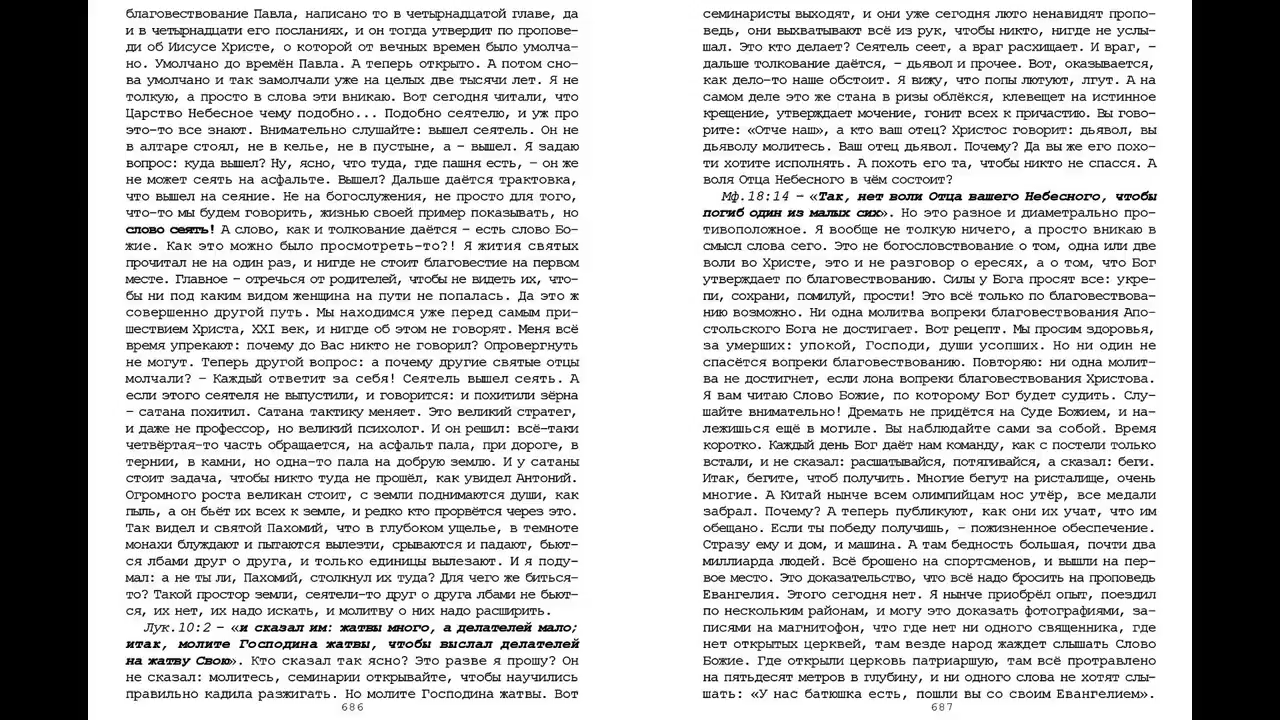 благовествование Павла, написано то в четырнадцатой главе, да
и в четырнадцати его посланиях, и он тогда утвердит по пропове-
ди об Иисусе Христе, о которой от вечных времен было умолча-
но. Умолчано до времён Павла. А теперь открыто. А потом сно-
ва умолчано и так замолчали уже на целых две тысячи лет. Я не
толкую, а просто в слова эти вникаю. Вот сегодня читали, что
Царство Небесное чему подобно... Подобно сеятелю, и уж про
это-то все знают. Внимательно слушайте: вышел сеятель. Он не
в алтаре стоял, не в келье, не в пустыне, а – вышел. Я задаю
вопрос: куда вышел? Ну, ясно, что туда, где пашня есть, – он же
не может сеять на асфальте. Вышел? Дальше даётся трактовка,
что вышел на сеяние. Не на богослужения, не просто для того,
что-то мы будем говорить, жизнью своей пример показывать, но
слово сеять! А слово, как и толкование даётся – есть слово Бо-
жие. Как это можно было просмотреть-то?! Я жития святых
прочитал не на один раз, и нигде не стоит благовестие на первом
месте. Главное – отречься от родителей, чтобы не видеть их, что-
бы ни под каким видом женщина на пути не попалась. Да это ж
совершенно другой путь. Мы находимся уже перед самым при-
шествием Христа, XXI век, и нигде об этом не говорят. Меня всё
время упрекают: почему до Вас никто не говорил? Опровергнуть
не могут. Теперь другой вопрос: а почему другие святые отцы
молчали? – Каждый ответит за себя! Сеятель вышел сеять. А
если этого сеятеля не выпустили, и говорится: и похитили зёрна
– сатана похитил. Сатана тактику меняет. Это великий стратег,
и даже не профессор, но великий психолог. И он решил: всё-таки
четвёртая-то часть обращается, на асфальт пала, при дороге, в
тернии, в камни, но одна-то пала на добрую землю. И у сатаны
стоит задача, чтобы никто туда не прошёл, как увидел Антоний.
Огромного роста великан стоит, с земли поднимаются души, как
пыль, а он бьёт их всех к земле, и редко кто прорвётся через это.
Так видел и святой Пахомий, что в глубоком ущелье, в темноте
монахи блуждают и пытаются вылезти, срываются и падают, бьют-
ся лбами друг о друга, и только единицы вылезают. И я поду-
мал: а не ты ли, Пахомий, столкнул их туда? Для чего же биться-
то? Такой простор земли, сеятели-то друг о друга лбами не бьют-
ся, их нет, их надо искать, и молитву о них надо расширить.
Лук.10:2 – «и сказал им: жатвы много, а делателей мало;
итак, молите Господина жатвы, чтобы выслал делателей
на жатву Свою». Кто сказал так ясно? Это разве я прошу? Он
не сказал: молитесь, семинарии открывайте, чтобы научились
правильно кадила разжигать. Но молите Господина жатвы. Вот
686
семинаристы выходят, и они уже сегодня люто ненавидят пропо-
ведь, они выхватывают всё из рук, чтобы никто, нигде не услы-
шал. Это кто делает? Сеятель сеет, а враг расхищает. И враг, –
дальше толкование даётся, – дьявол и прочее. Вот, оказывается,
как дело-то наше обстоит. Я вижу, что попы лютуют, лгут. А на
самом деле это же стана в ризы облёкся, клевещет на истинное
крещение, утверждает мочение, гонит всех к причастию. Вы гово-
рите: «Отче наш», а кто ваш отец? Христос говорит: дьявол, вы
дьяволу молитесь. Ваш отец дьявол. Почему? Да вы же его похо-
ти хотите исполнять. А похоть его та, чтобы никто не спасся. А
воля Отца Небесного в чём состоит?
Мф.18:14 – «Так, нет воли Отца вашего Небесного, чтобы
погиб один из малых сих». Но это разное и диаметрально про-
тивоположное. Я вообще не толкую ничего, а просто вникаю в
смысл слова сего. Это не богословствование о том, одна или две
воли во Христе, это и не разговор о ересях, а о том, что Бог
утверждает по благовествованию. Силы у Бога просят все: укре-
пи, сохрани, помилуй, прости! Это всё только по благовествова-
нию возможно. Ни одна молитва вопреки благовествования Апо-
стольского Бога не достигает. Вот рецепт. Мы просим здоровья,
за умерших: упокой, Господи, души усопших. Но ни один не
спасётся вопреки благовествованию. Повторяю: ни одна молит-
ва не достигнет, если лона вопреки благовествования Христова.
Я вам читаю Слово Божие, по которому Бог будет судить. Слу-
шайте внимательно! Дремать не придётся на Суде Божием, и на-
лежишься ещё в могиле. Вы наблюдайте сами за собой. Время
коротко. Каждый день Бог даёт нам команду, как с постели только
встали, и не сказал: расшатывайся, потягивайся, а сказал: беги.
Итак, бегите, чтоб получить. Многие бегут на ристалище, очень
многие. А Китай нынче всем олимпийцам нос утёр, все медали
забрал. Почему? А теперь публикуют, как они их учат, что им
обещано. Если ты победу получишь, – пожизненное обеспечение.
Стразу ему и дом, и машина. А там бедность большая, почти два
миллиарда людей. Всё брошено на спортсменов, и вышли на пер-
вое место. Это доказательство, что всё надо бросить на проповедь
Евангелия. Этого сегодня нет. Я нынче приобрёл опыт, поездил
по нескольким районам, и могу это доказать фотографиями, за-
писями на магнитофон, что где нет ни одного священника, где
нет открытых церквей, там везде народ жаждет слышать Слово
Божие. Где открыли церковь патриаршую, там всё протравлено
на пятьдесят метров в глубину, и ни одного слова не хотят слы-
шать: «У нас батюшка есть, пошли вы со своим Евангелием».
687